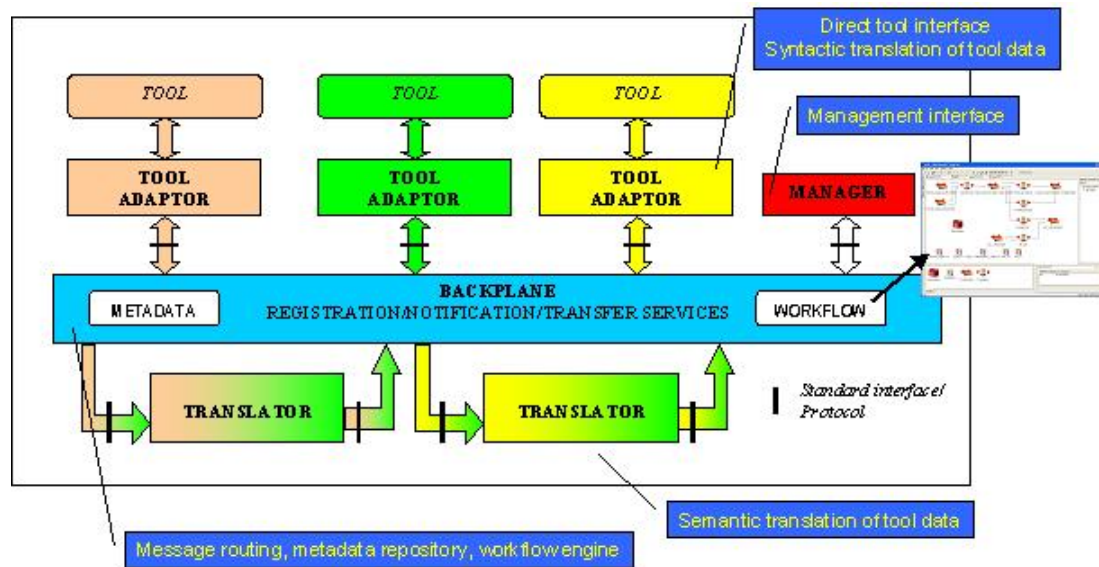 Direct tool interface
Syntactic translation of tool data
TOOL
TOOL
TOOL
Management interface
TOOL
ADAPTOR
TOOL
ADAPTOR
TOOL
ADAPTOR
MANAGER
BACKPLANE
METADATA
REGISTRATION/NOTIFICATION/TRANSFER SERVICES
WORKFLOW
TRANSLATOR
TRANSLATOR
Standard interface/
Protocol
Semantic translation of tool data
Message routing, metadata repository, workflow engine